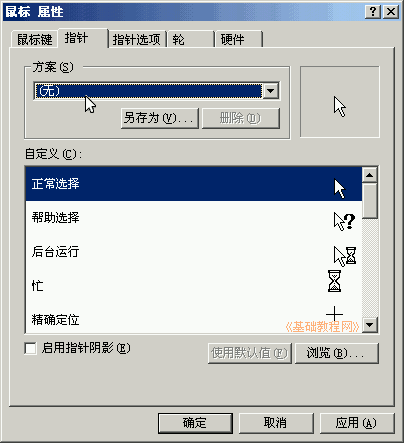 鼠标 属性
鼠标键 指针 指针选项 轮 硬件
方案(S)
(无)
另存为(V)... 删除(D)
自定义(C):
正常选择
帮助选择
后台运行
忙
精确定位
《基础教程网》
启用指针阴影(E)
使用默认值(F) 浏览(B)...
确定 取消 应用(A)